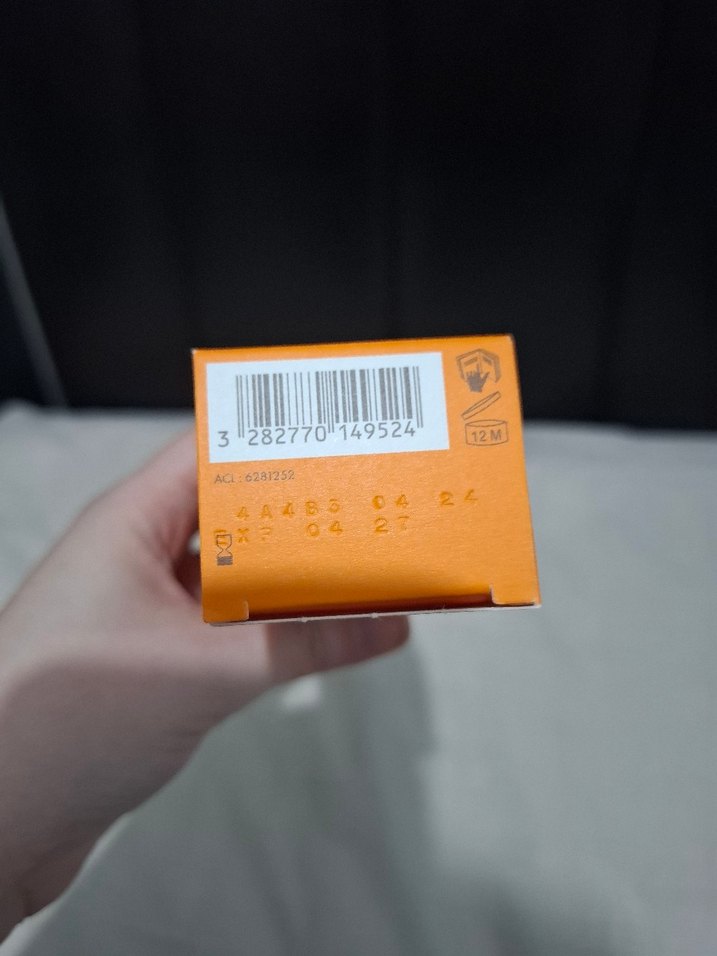 3 282770 149524
12 M
ACL : 6281252
4A4B3 04 24
EXP 04 27